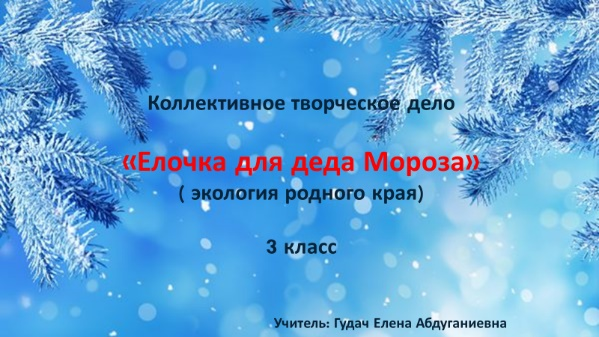 Коллективное творческое дело
«Елочка для деда Мороза»
( экология родного края)
3 класс
Учитель: Гудач Елена Абдуганиевна